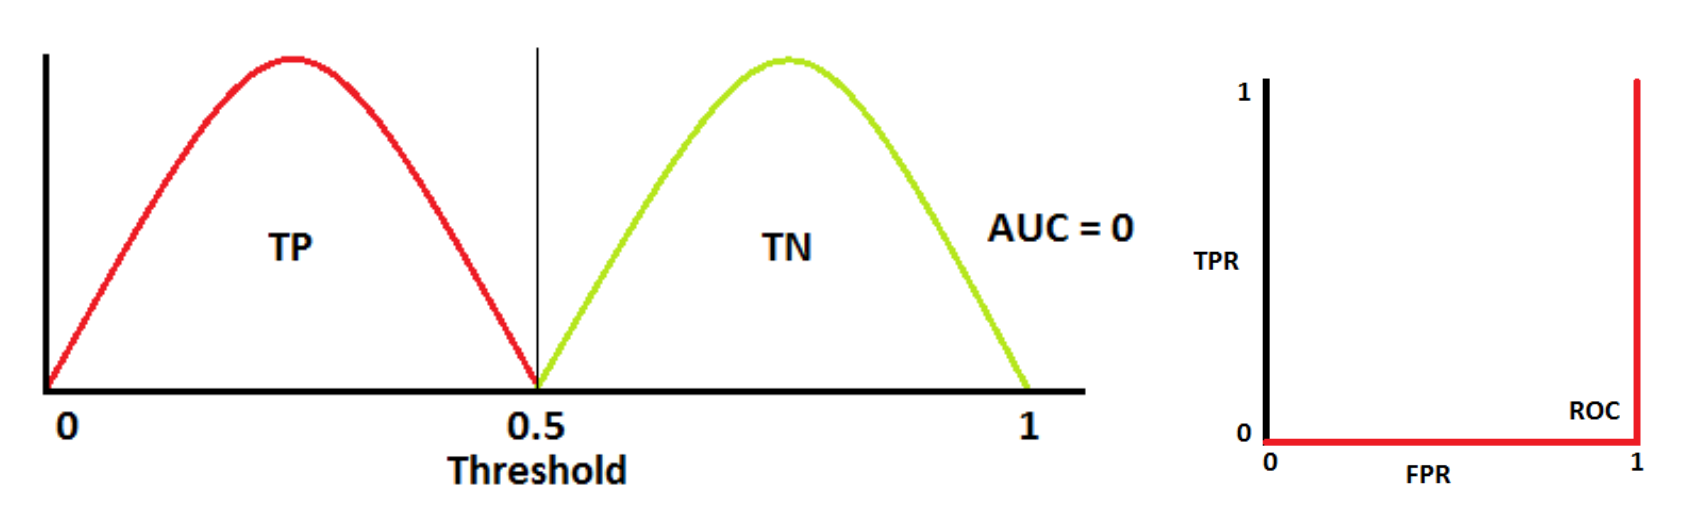 TP
TN
AUC = 0
0
0.5
1
Threshold
1
TPR
0
ROC
0
FPR
1